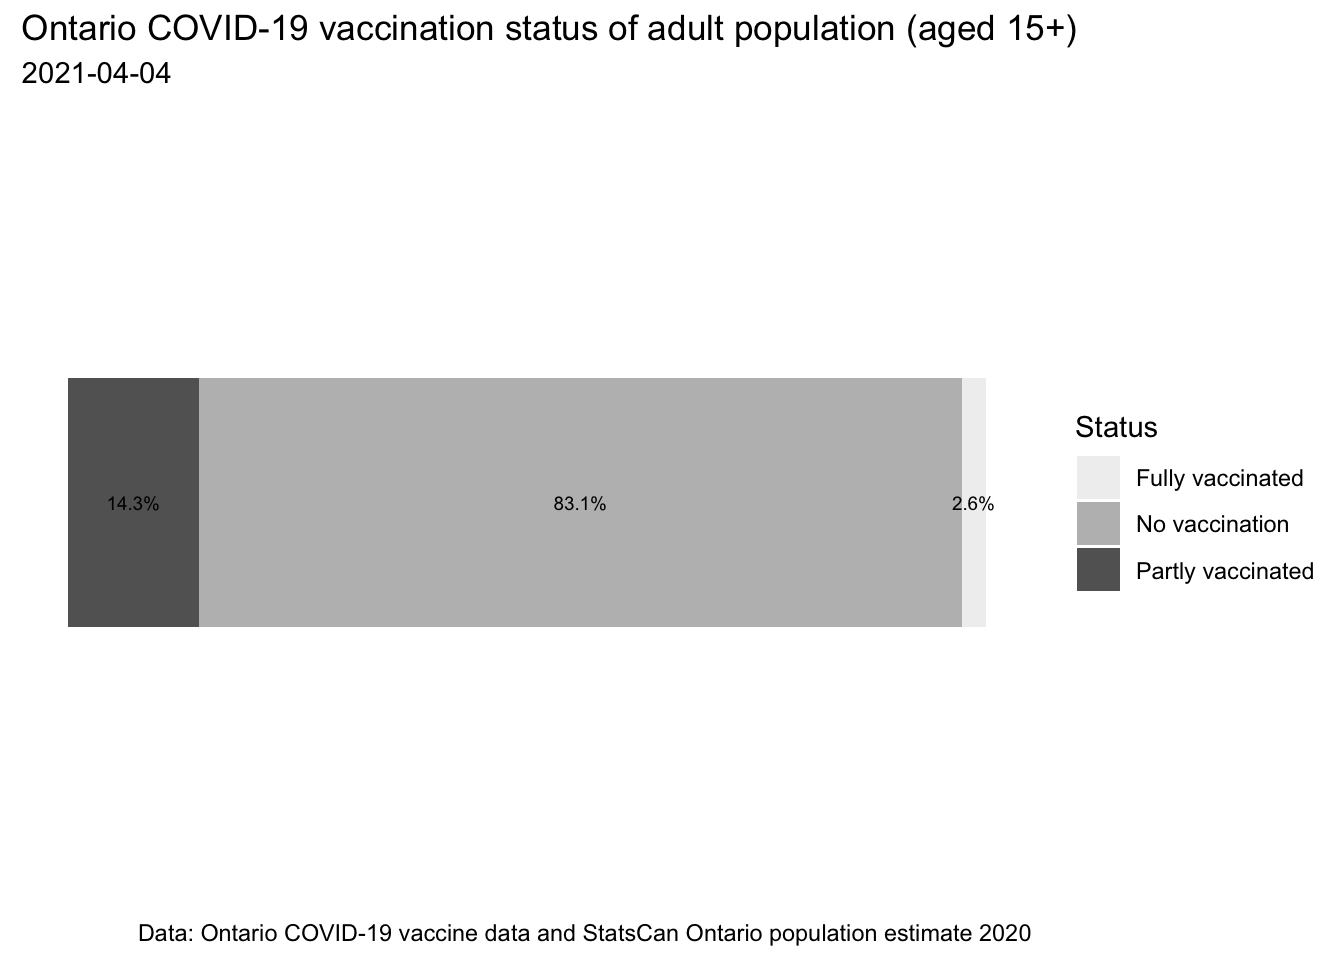 Ontario COVID-19 vaccination status of adult population (aged 15+)
2021-04-04
14.3%
83.1%
2.6%
Status
Fully vaccinated
No vaccination
Partly vaccinated
Data: Ontario COVID-19 vaccine data and StatsCan Ontario population estimate 2020